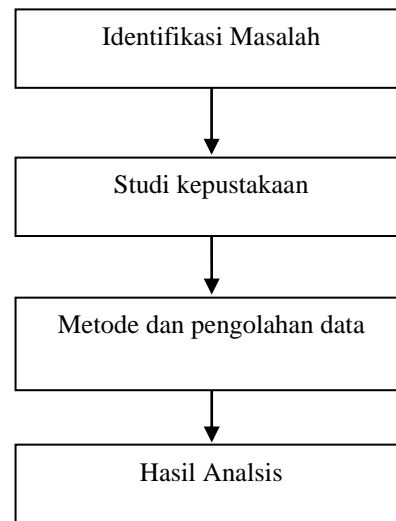 Identifikasi Masalah
Studi kepustakaan
Metode dan pengolahan data
Hasil Analsis